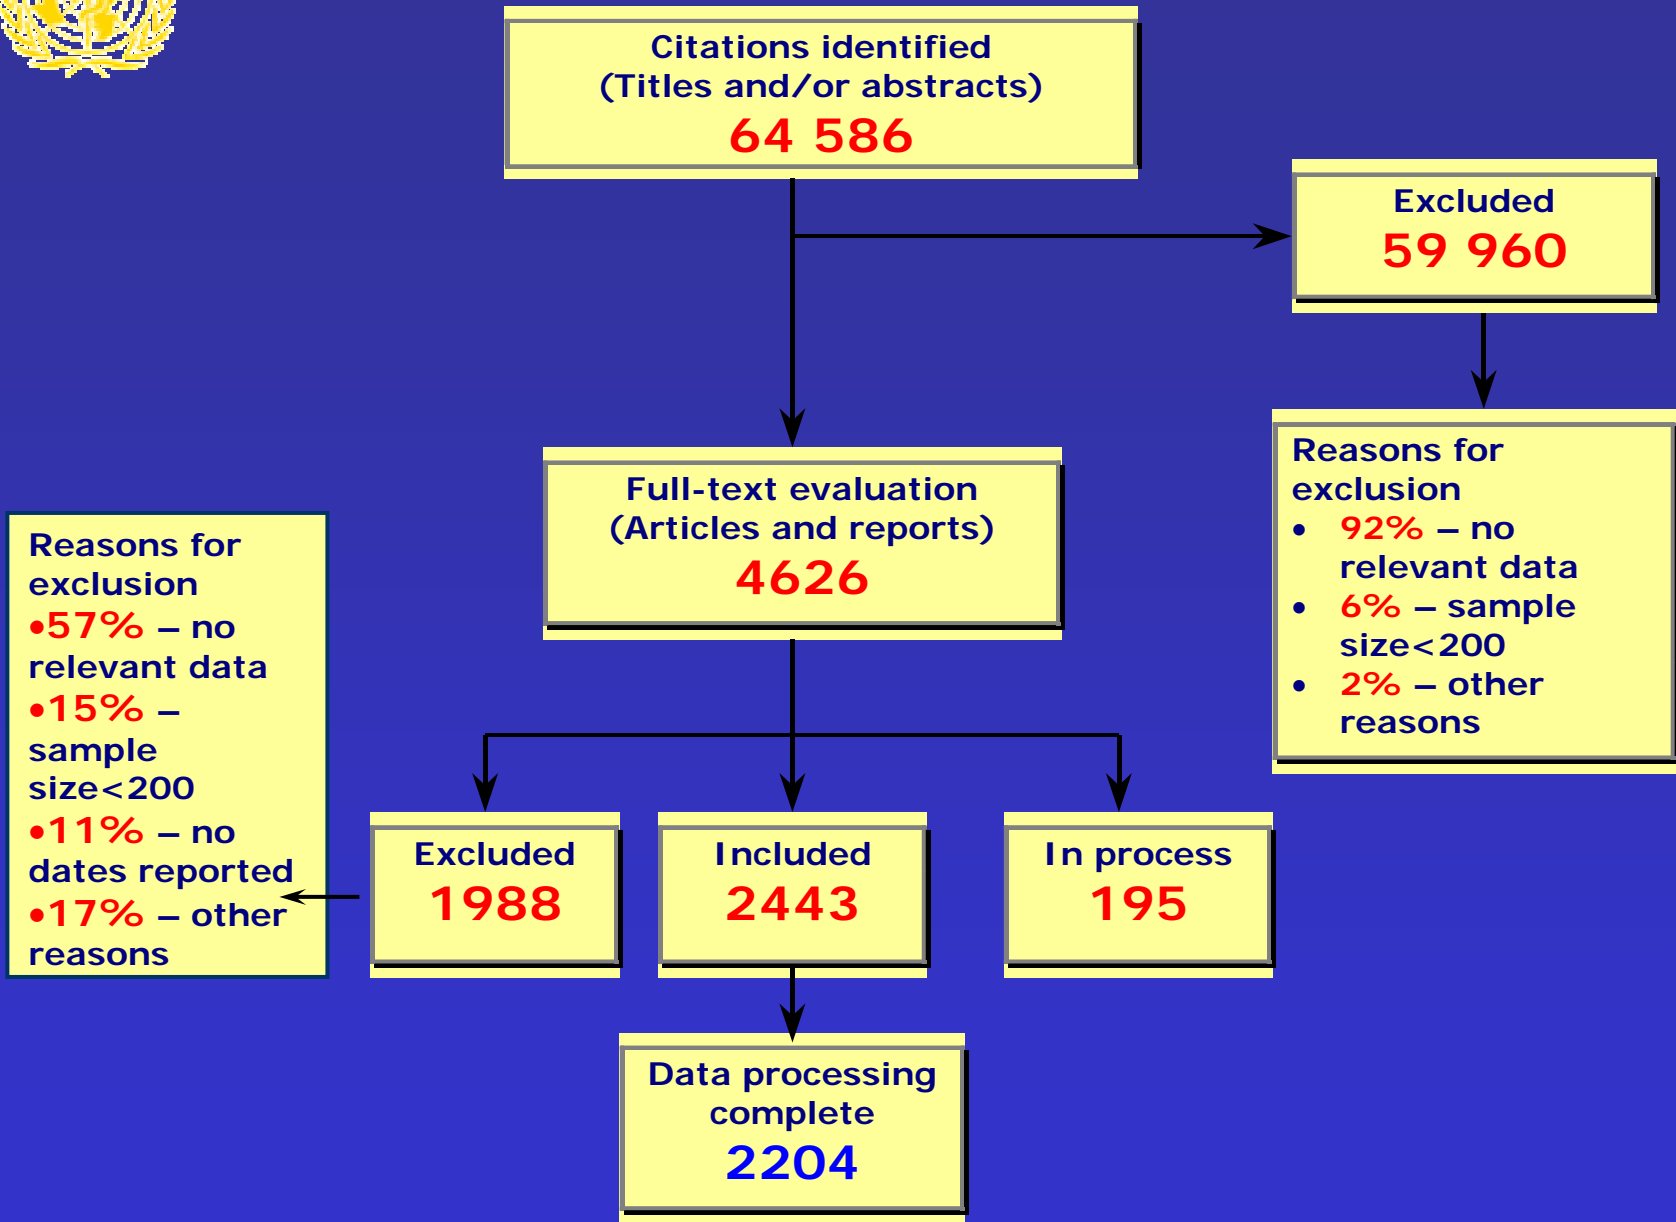 Citations identified
(Titles and/or abstracts)
64 586
Excluded
59 960
Reasons for
exclusion
• 92% – no
relevant data
• 6% – sample
size<200
• 2% – other
reasons
Full-text evaluation
(Articles and reports)
4626
Reasons for
exclusion
•57% – no
relevant data
•15% –
sample
size<200
•11% – no
dates reported
•17% – other
reasons
Excluded
1988
Included
2443
In process
195
Data processing
complete
2204